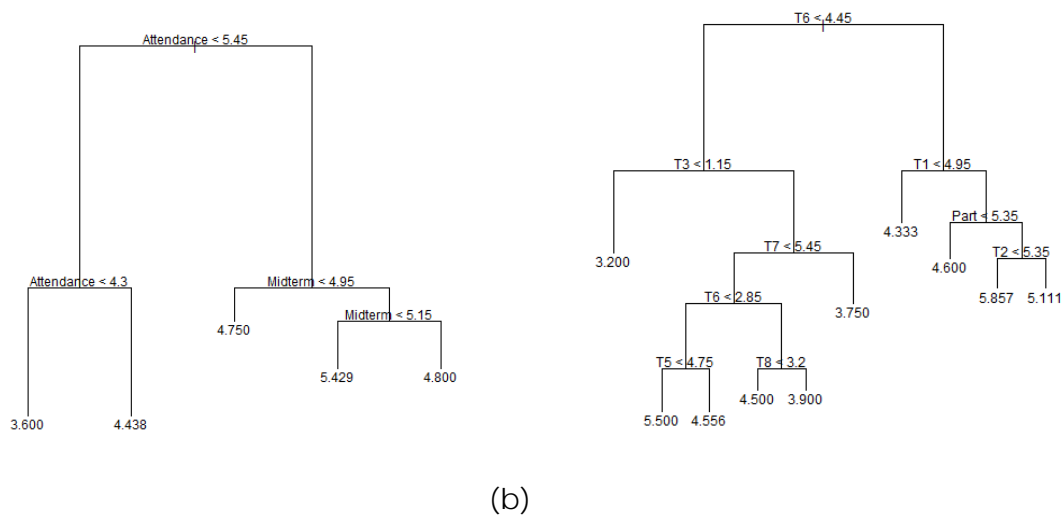 Attendance < 5.45
Attendance < 4.3
Midterm < 4.95
4.750
Midterm < 5.15
5.429
4.800
3.600
4.438
T6 < 4.45
T3 < 1.15
T1 < 4.95
3.200
T7 < 5.45
4.333
Part < 5.35
4.600
T2 < 5.35
5.857
5.111
T6 < 2.85
3.750
T5 < 4.75
T8 < 3.2
5.500
4.556
4.500
3.900
(b)